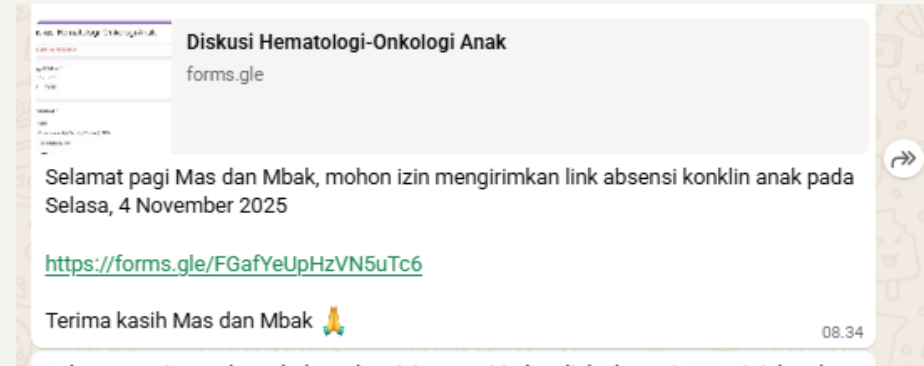 Diskusi Hematologi-Onkologi Anak
forms.gle
Selamat pagi Mas dan Mbak, mohon izin mengirimkan link absensi konklin anak pada
Selasa, 4 November 2025
https://forms.gle/FGafYeUpHzVN5uTc6
Terima kasih Mas dan Mbak 🙏
08.34